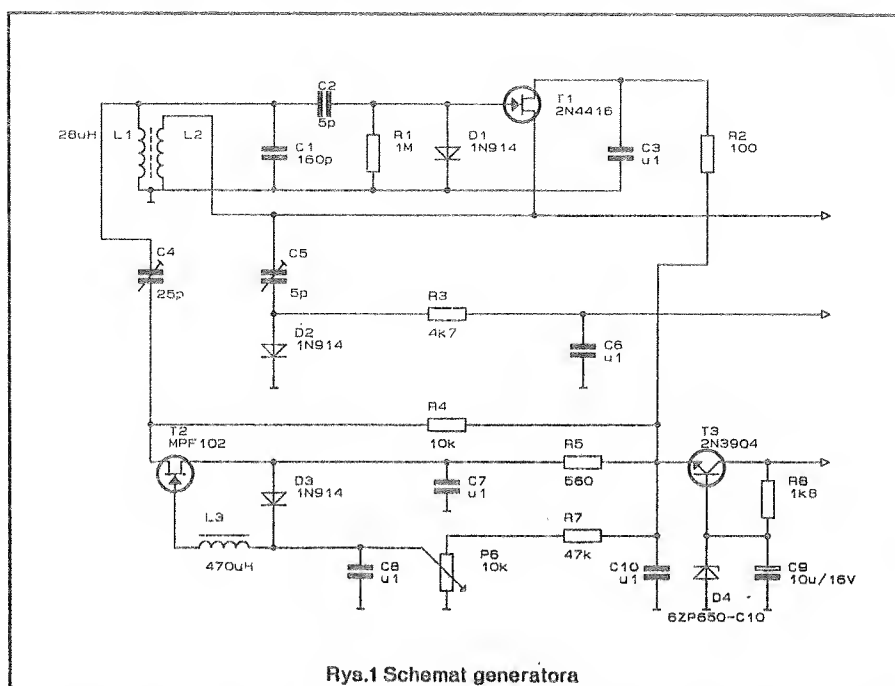 C2
5p
T1
2N4416
28uH
L1
L2
C1
160p
R1
1M
D1
1N914
C3
u1
R2
100
C4
25p
C5
5p
R3
4k7
D2
1N914
C6
u1
R4
10k
T2
MPF102
R5
560
T3
2N3904
D3
1N914
C7
u1
R8
1k8
L3
470uH
R7
47k
C8
u1
P6
10k
C10
u1
C9
10u/16V
D4
6ZP650-C10
Rys.1 Schemat generatora